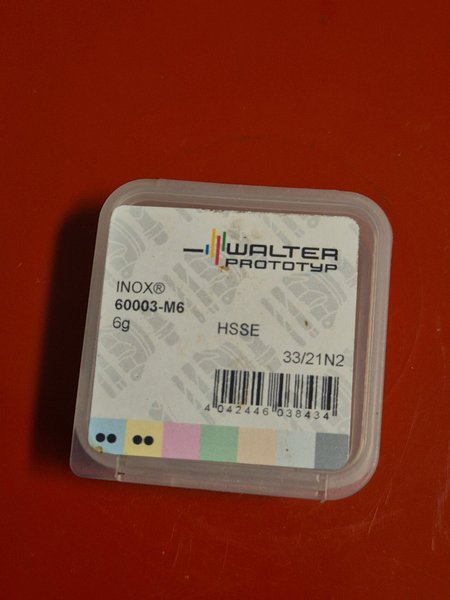 WALTER
PROTOTYP
INOX®
60003-M6
6g
HSSE
33/21N2
4 042446 038434